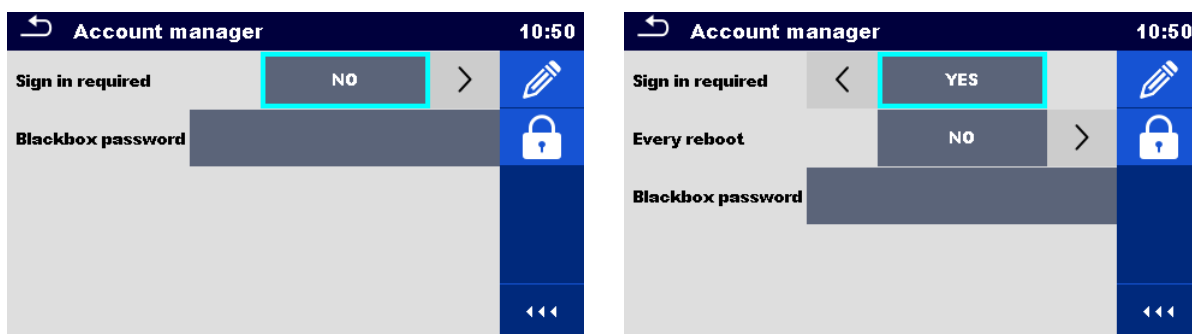 Account manager 10:50
Sign in required NO
Blackbox password
Account manager 10:50
Sign in required YES
Every reboot NO
Blackbox password